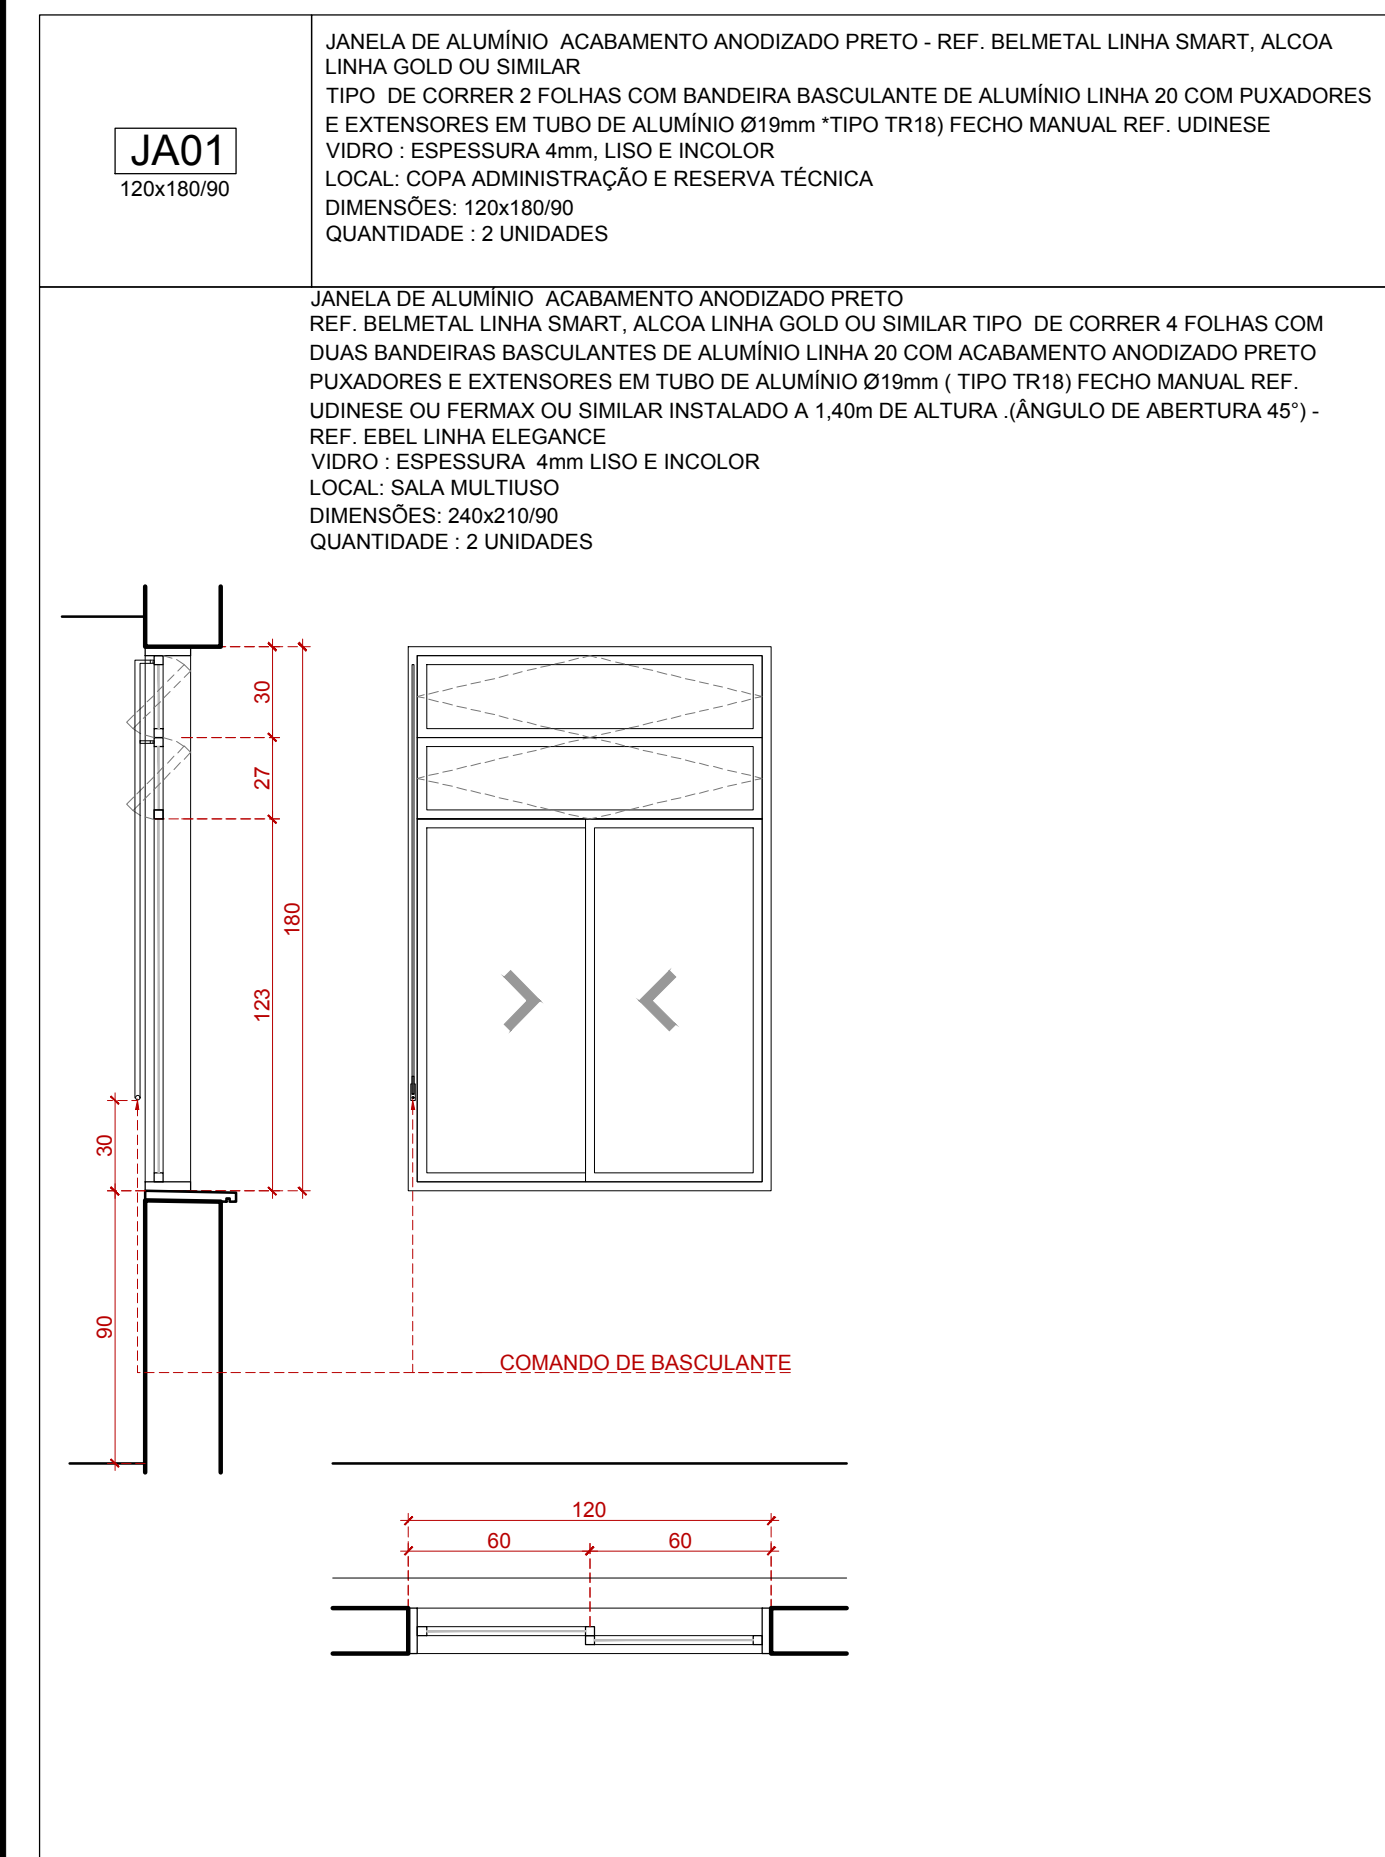 JA01
120x180/90
JANELA DE ALUMÍNIO ACABAMENTO ANODIZADO PRETO - REF. BELMETAL LINHA SMART, ALCOA
LINHA GOLD OU SIMILAR
TIPO DE CORRER 2 FOLHAS COM BANDEIRA BASCULANTE DE ALUMÍNIO LINHA 20 COM PUXADORES
E EXTENSORES EM TUBO DE ALUMÍNIO Ø19mm *TIPO TR18) FECHO MANUAL REF. UDINESE
VIDRO : ESPESSURA 4mm, LISO E INCOLOR
LOCAL: COPA ADMINISTRAÇÃO E RESERVA TÉCNICA
DIMENSÕES: 120x180/90
QUANTIDADE : 2 UNIDADES
JANELA DE ALUMÍNIO ACABAMENTO ANODIZADO PRETO
REF. BELMETAL LINHA SMART, ALCOA LINHA GOLD OU SIMILAR TIPO DE CORRER 4 FOLHAS COM
DUAS BANDEIRAS BASCULANTES DE ALUMÍNIO LINHA 20 COM ACABAMENTO ANODIZADO PRETO
PUXADORES E EXTENSORES EM TUBO DE ALUMÍNIO Ø19mm ( TIPO TR18) FECHO MANUAL REF.
UDINESE OU FERMAX OU SIMILAR INSTALADO A 1,40m DE ALTURA .(ÂNGULO DE ABERTURA 45°) -
REF. EBEL LINHA ELEGANCE
VIDRO : ESPESSURA 4mm LISO E INCOLOR
LOCAL: SALA MULTIUSO
DIMENSÕES: 240x210/90
QUANTIDADE : 2 UNIDADES
30
27
180
123
30
90
COMANDO DE BASCULANTE
120
60
60